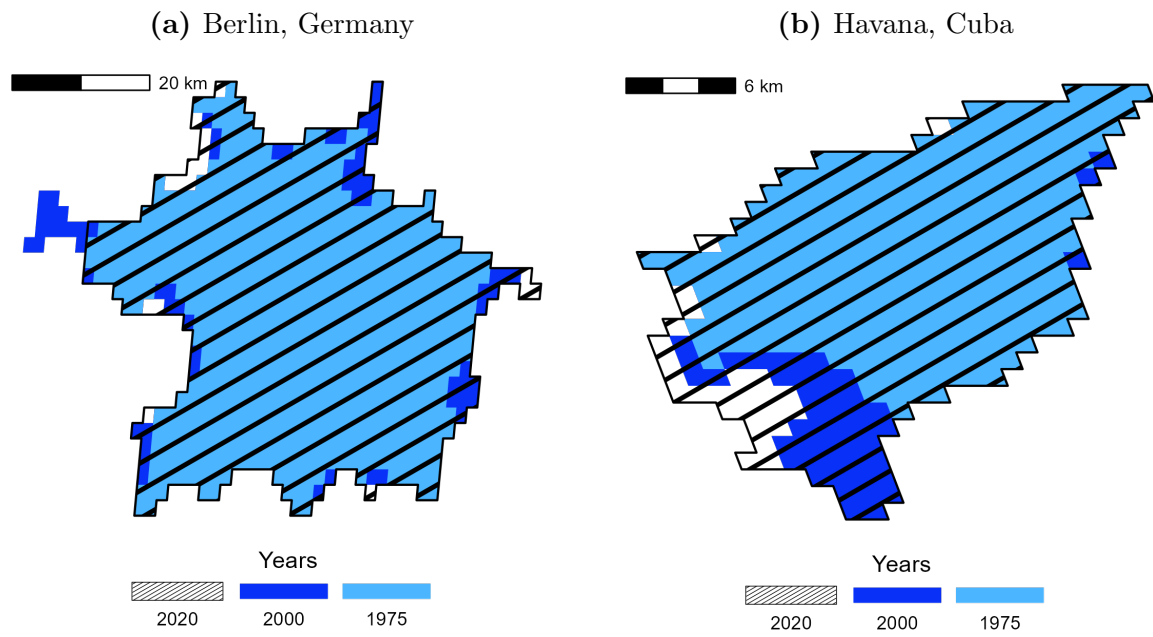 (a) Berlin, Germany
20 km
Years
2020 2000 1975
(b) Havana, Cuba
6 km
Years
2020 2000 1975